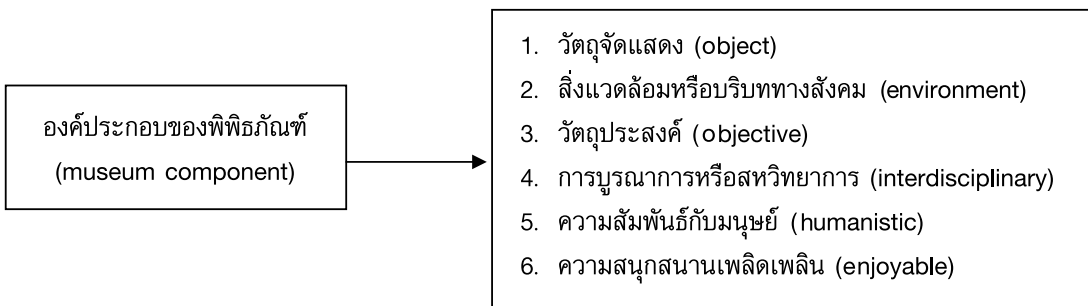 องค์ประกอบของพิพิธภัณฑ์
(museum component)
1. วัตถุจัดแสดง (object)
2. สิ่งแวดล้อมหรือบริบททางสังคม (environment)
3. วัตถุประสงค์ (objective)
4. การบูรณาการหรือสหวิทยาการ (interdisciplinary)
5. ความสัมพันธ์กับมนุษย์ (humanistic)
6. ความสนุกสนานเพลิดเพลิน (enjoyable)